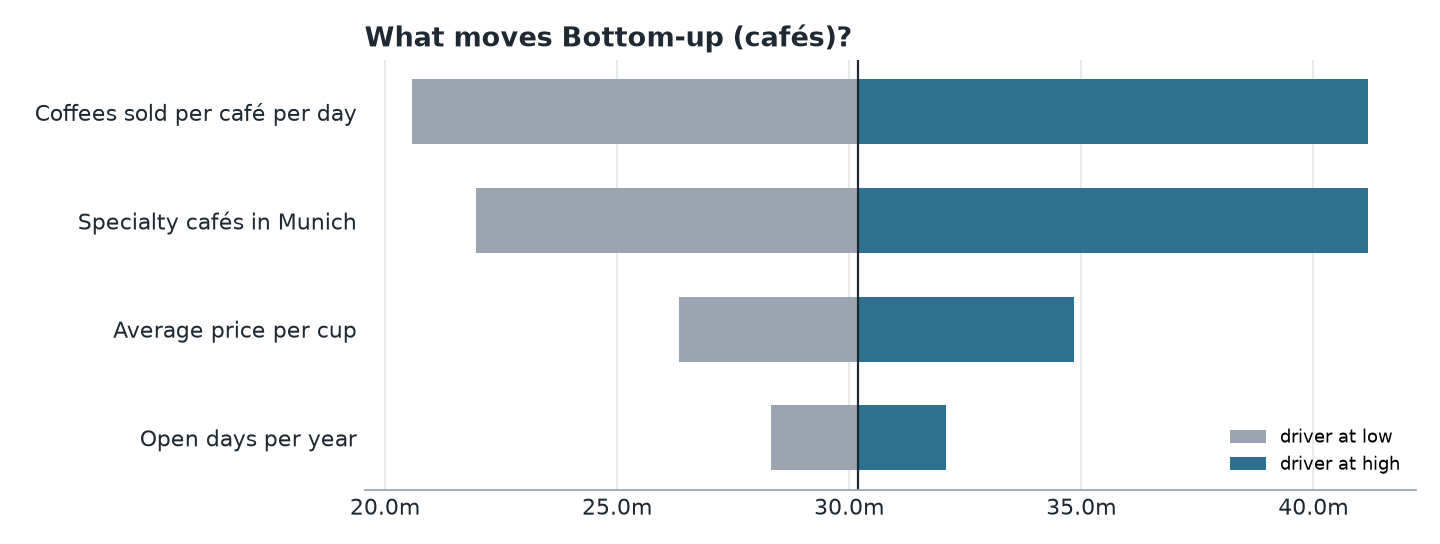 What moves Bottom-up (cafés)?
Coffees sold per café per day
Specialty cafés in Munich
Average price per cup
Open days per year
driver at low
driver at high
20.0m 25.0m 30.0m 35.0m 40.0m